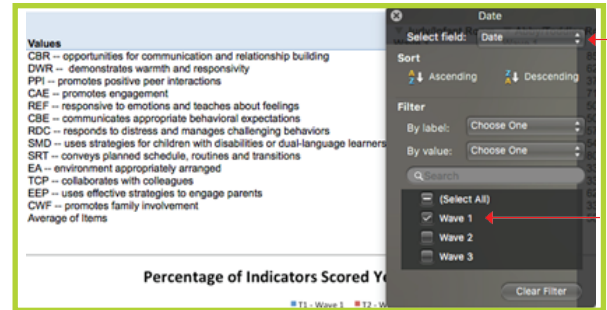 Values
CBR -- opportunities for communication and relationship building
DWR -- demonstrates warmth and responsivity
PPI -- promotes positive peer interactions
CAE -- promotes engagement
REF -- responsive to emotions and teaches about feelings
CBE -- communicates appropriate behavioral expectations
RDC -- responds to distress and manages challenging behaviors
SMD -- uses strategies for children with disabilities or dual-language learners
SRT -- conveys planned schedule, routines and transitions
EA -- environment appropriately arranged
TCP -- collaborates with colleagues
EEP -- uses effective strategies to engage parents
CWF -- promotes family involvement
Average of Items
Percentage of Indicators Scored
T1 - Wave 1 T2 -
Date
Select field: Date
Sort
Ascending Descending
Filter
By label: Choose One
By value: Choose One
Search
(Select All)
Wave 1
Wave 2
Wave 3
Clear Filter